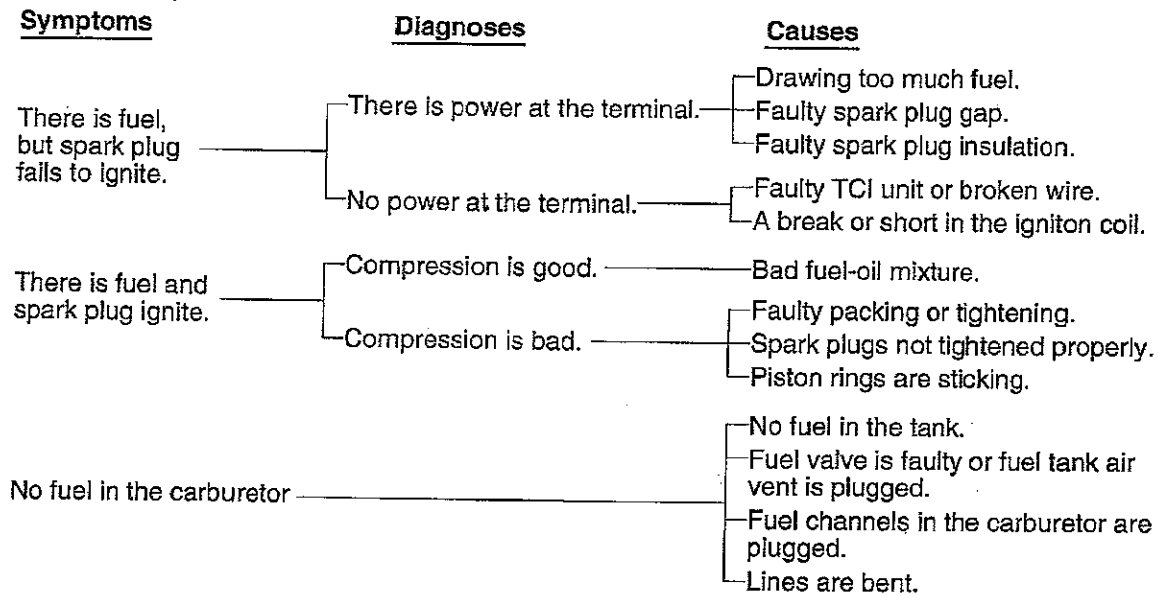 Symptoms
Diagnoses
Causes
There is fuel,
but spark plug
fails to ignite.
There is power at the terminal.
Drawing too much fuel.
Faulty spark plug gap.
Faulty spark plug insulation.
No power at the terminal.
Faulty TCI unit or broken wire.
A break or short in the igniton coil.
There is fuel and
spark plug ignite.
Compression is good.
Bad fuel-oil mixture.
Compression is bad.
Faulty packing or tightening.
Spark plugs not tightened properly.
Piston rings are sticking.
No fuel in the carburetor
No fuel in the tank.
Fuel valve is faulty or fuel tank air
vent is plugged.
Fuel channels in the carburetor are
plugged.
Lines are bent.